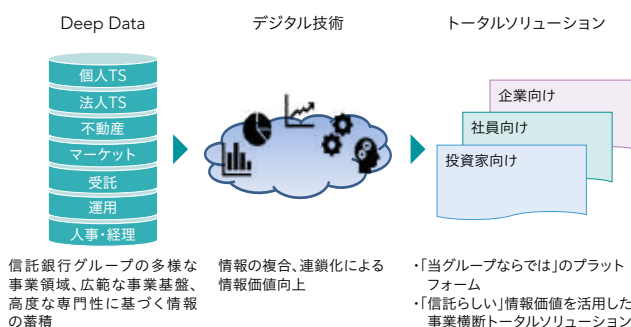 Deep Data
個人TS
法人TS
不動産
マーケット
受託
運用
人事・経理
信託銀行グループの多様な
事業領域、広範な事業基盤、
高度な専門性に基づく情報
の蓄積
デジタル技術
情報の複合、連鎖化による
情報価値向上
トータルソリューション
企業向け
社員向け
投資家向け
・「当グループならでは」のプラット
フォーム
・「信託らしい」情報価値を活用した
事業横断トータルソリューション